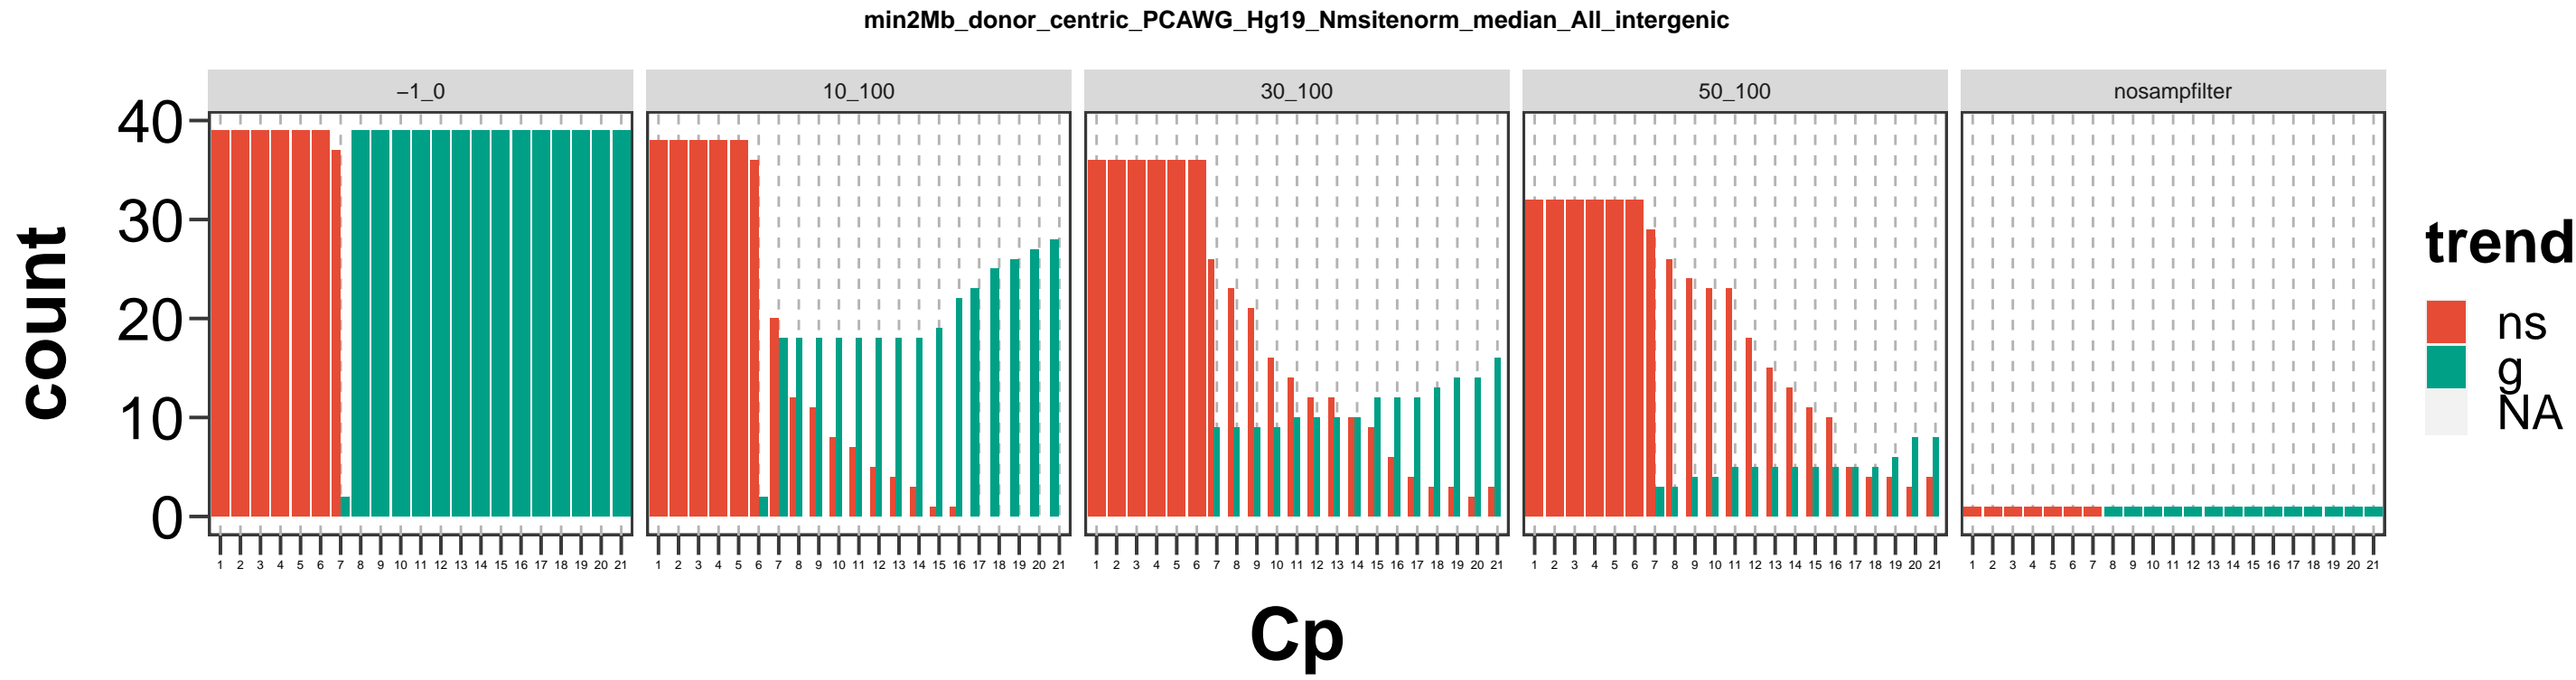 min2Mb_donor_centric_PCAWG_Hg19_Nmsitenorm_median_All_intergenic
−1_0 10_100 30_100 50_100 nosampfilter
40
30
20
10
0
count
1 2 3 4 5 6 7 8 9 10 11 12 13 14 15 16 17 18 19 20 21
1 2 3 4 5 6 7 8 9 10 11 12 13 14 15 16 17 18 19 20 21
1 2 3 4 5 6 7 8 9 10 11 12 13 14 15 16 17 18 19 20 21
1 2 3 4 5 6 7 8 9 10 11 12 13 14 15 16 17 18 19 20 21
1 2 3 4 5 6 7 8 9 10 11 12 13 14 15 16 17 18 19 20 21
Cp
trend
ns
g
NA